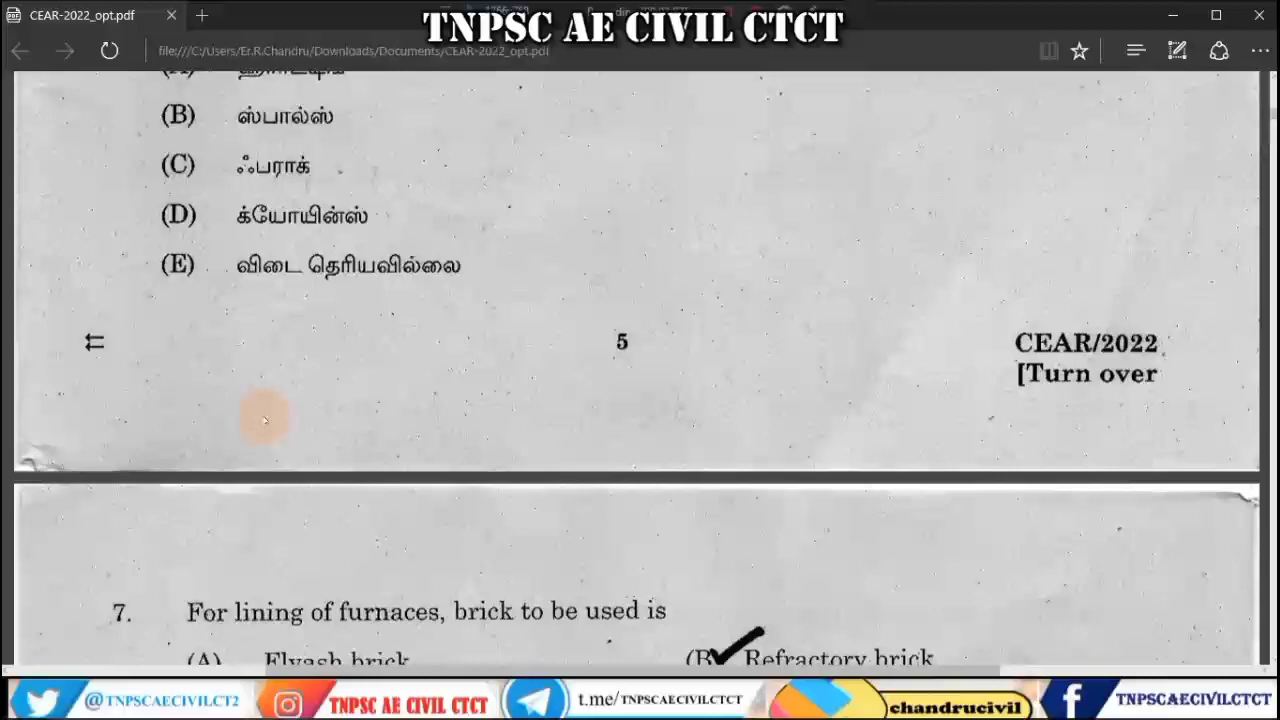 CEAR-2022_opt.pdf
TNPSC AE CIVIL CTCT
file:///C:/Users/Er.R.Chandru/Downloads/Documents/CEAR-2022_opt.pdf
(B) ஸ்பால்ஸ்
(C) ஃபராக்
(D) க்யோயின்ஸ்
(E) விடை தெரியவில்லை
5
CEAR/2022
[Turn over
7. For lining of furnaces, brick to be used is
(A) Flyash brick (B) Refractory brick
@TNPSCAECIVILCT2 TNPSC AE CIVIL CTCT t.me/TNPSCAECIVILCTCT chandrucivil TNPSCAECIVILCTCT